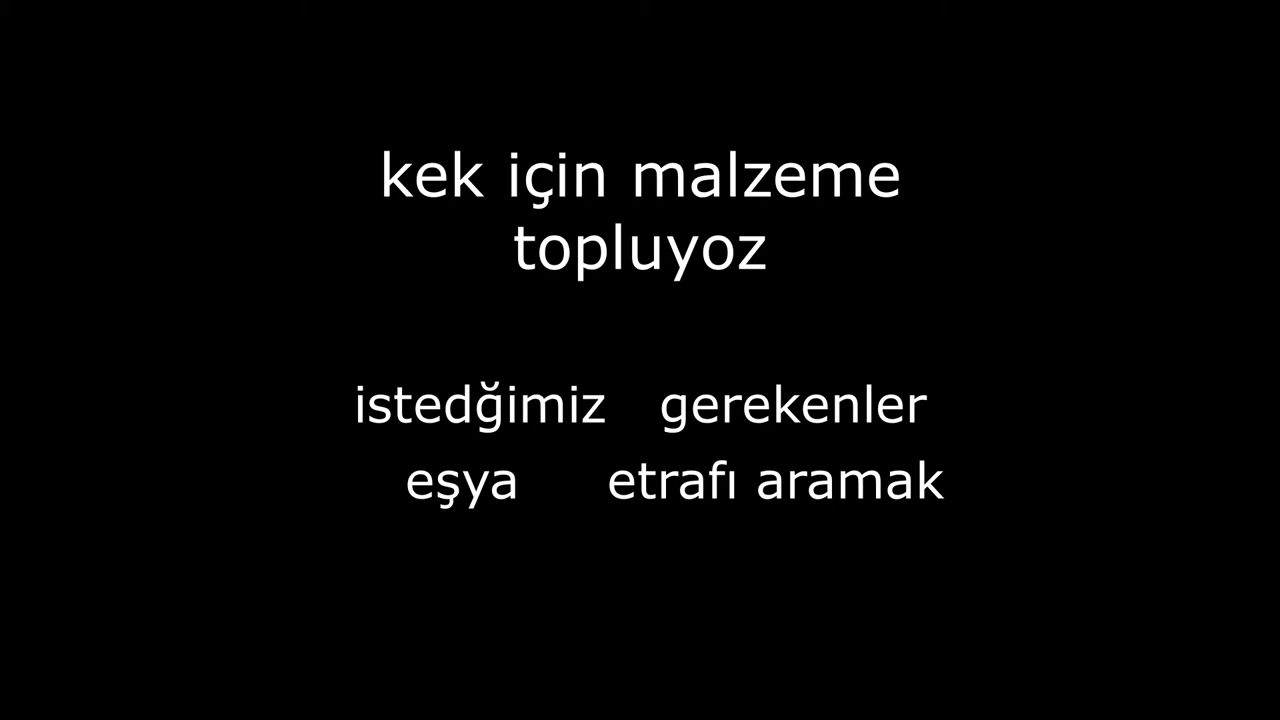 kek için malzeme
topluyoz
istedğimiz gerekenler
eşya etrafı aramak